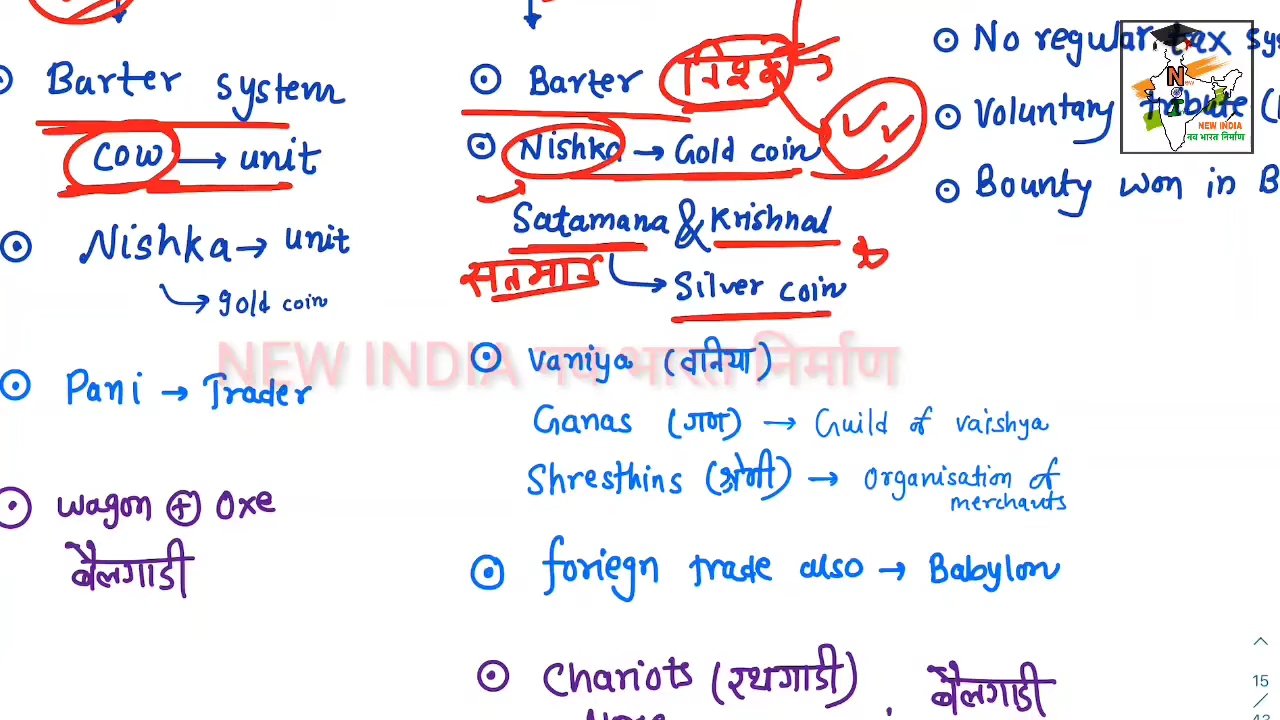 Barter system
cow → unit
Nishka → unit
↳ gold coin
Pani → Trader
wagon ⊕ Oxe
बैलगाडी
Barter
Nishka → Gold coin
Satamana & Krishnal
सतमान
↳ Silver coin
Vaniya (वनिया)
Ganas (गण) → Guild of vaishya
Shresthins (श्रेणी) → Organisation of
merchants
foriegn trade also → Babylon
Chariots (रथगाडी) बैलगाडी
No regular tax sys
Voluntary tribute (
Bounty won in B
N
NEW INDIA
नव भारत निर्माण
NEW INDIA नव भारत निर्माण
15